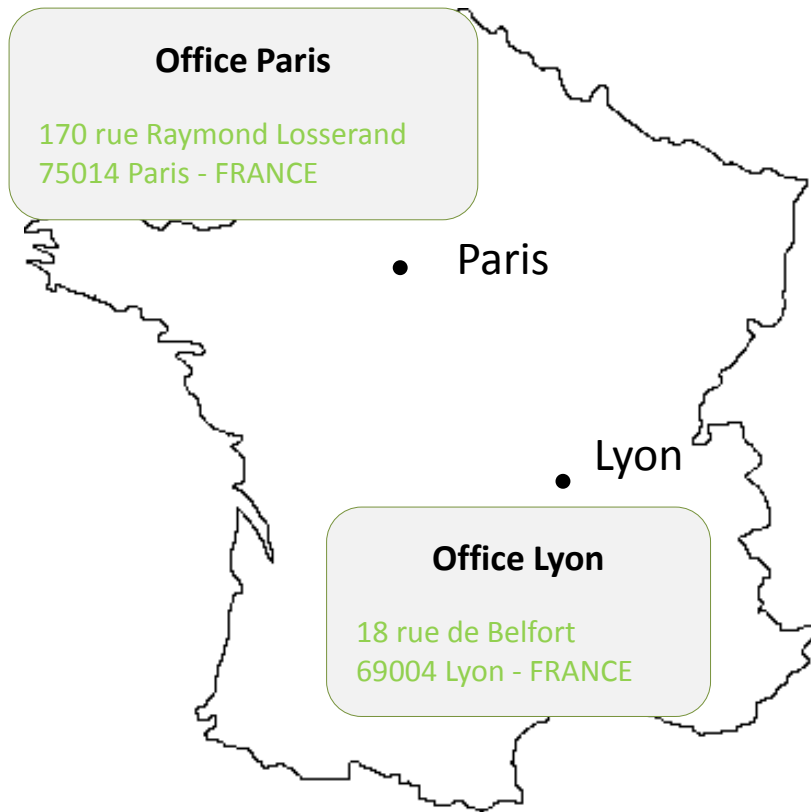 Office Paris
170 rue Raymond Losserand
75014 Paris - FRANCE
Paris
Lyon
Office Lyon
18 rue de Belfort
69004 Lyon - FRANCE